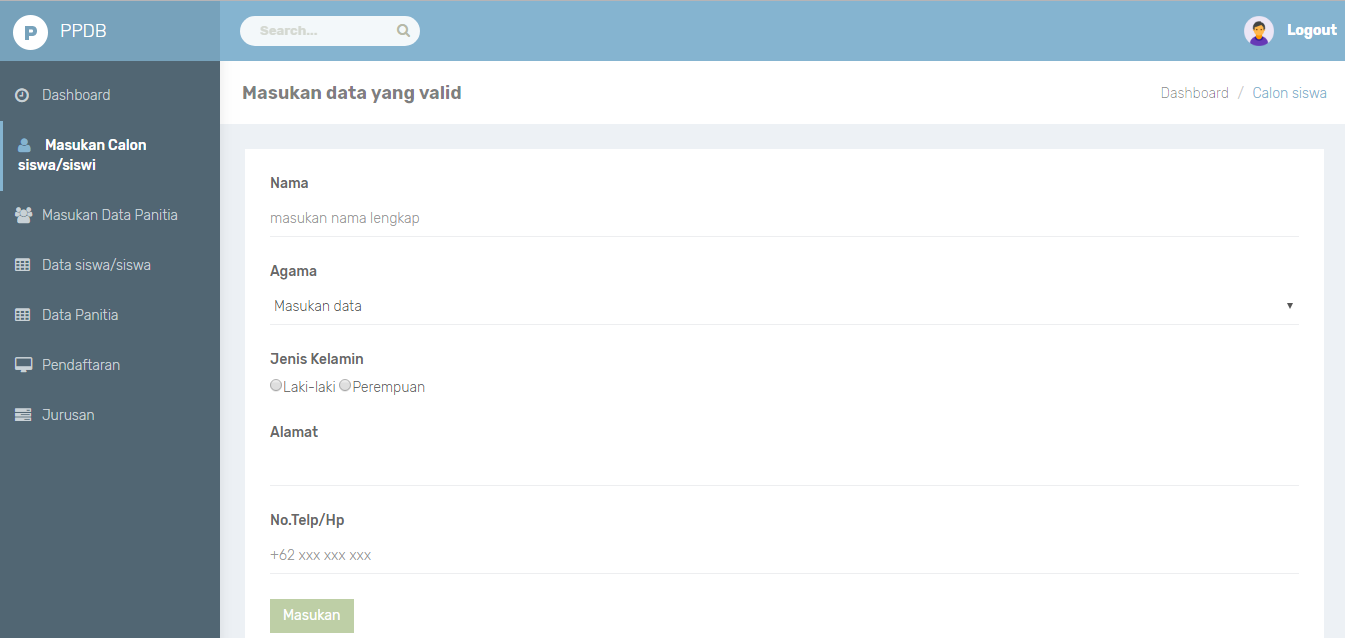 P PPDB
Search...
Logout
Dashboard
Masukan Calon
siswa/siswi
Masukan Data Panitia
Data siswa/siswa
Data Panitia
Pendaftaran
Jurusan
Masukan data yang valid
Dashboard / Calon siswa
Nama
masukan nama lengkap
Agama
Masukan data
Jenis Kelamin
Laki-laki Perempuan
Alamat
No.Telp/Hp
+62 xxx xxx xxx
Masukan